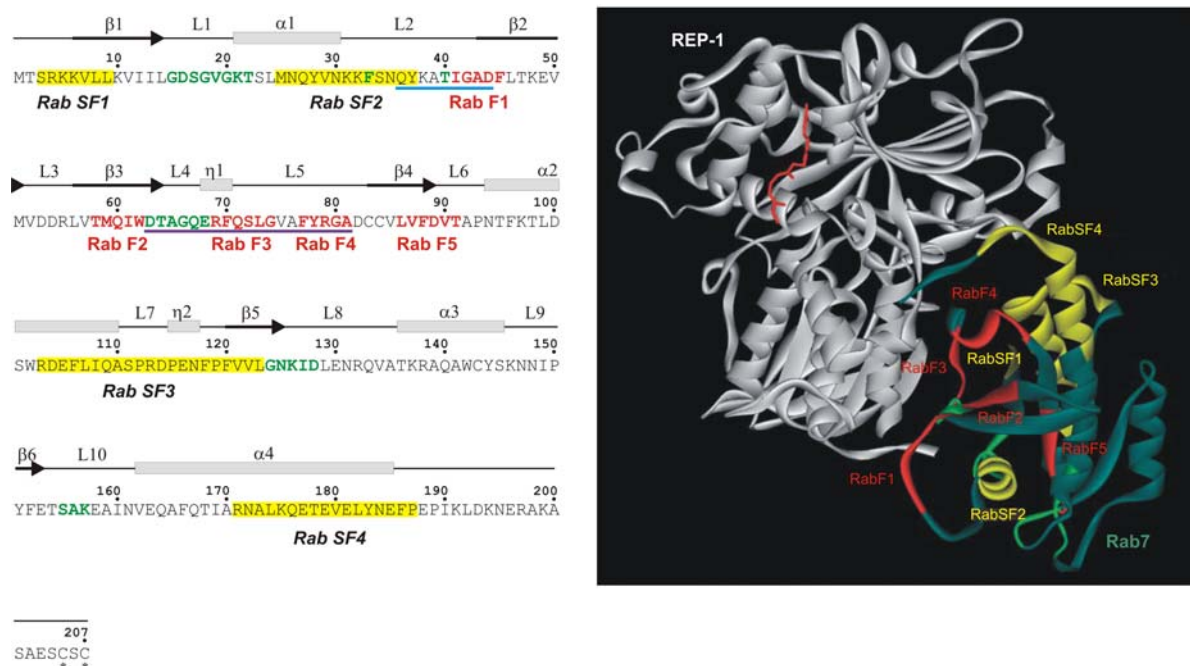 β1 L1 α1 L2 β2
10 20 30 40 50
MTSRKKVLLKVIILGDSGVGKTSLMNQYVNKKFSNQYKATIGADFLTKEV
Rab SF1 Rab SF2 Rab F1
L3 β3 L4 η1 L5 β4 L6 α2
60 70 80 90 100
MVDDRLVTMQIWDTAGQERFQSLGVAFYRGADCCVLVFDVTAPNTFKTLD
Rab F2 Rab F3 Rab F4 Rab F5
L7 η2 β5 L8 α3 L9
110 120 130 140 150
SWRDEFLIQASPRDPENFPFVVLGNKIDLENRQVATKRAQAWCYSKNNIP
Rab SF3
β6 L10 α4
160 170 180 190 200
YFETSAKEAINVEQAFQTIARNALKQETEVELYNEFPEPIKLDKNERAKA
Rab SF4
207
SAESCSC
* *
REP-1
RabSF4
RabSF3
RabF4
RabSF1
RabF3
RabF2
RabF5
RabF1
RabSF2
Rab7